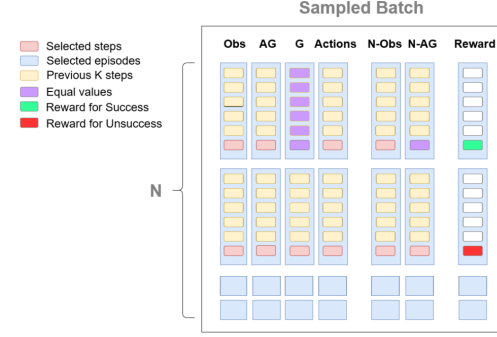 Sampled Batch
Obs AG G Actions N-Obs N-AG Reward
Selected steps
Selected episodes
Previous K steps
Equal values
Reward for Success
Reward for Unsuccess
N